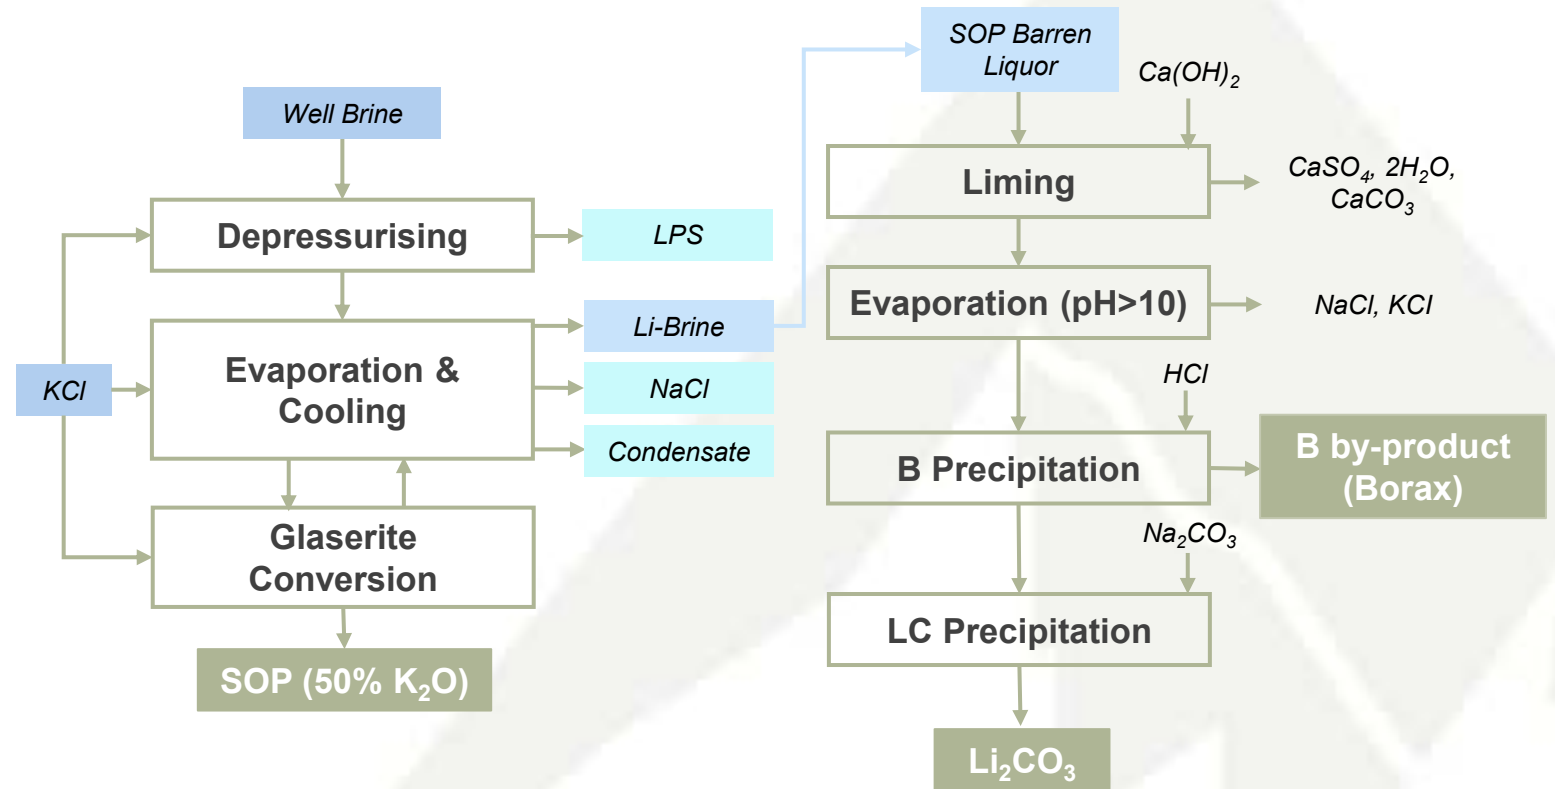 Well Brine
Depressurising
LPS
KCl
Evaporation &
Cooling
Li-Brine
NaCl
Condensate
Glaserite
Conversion
SOP (50% K₂O)
SOP Barren
Liquor
Ca(OH)₂
Liming
CaSO₄, 2H₂O,
CaCO₃
Evaporation (pH>10)
NaCl, KCl
HCl
B Precipitation
B by-product
(Borax)
Na₂CO₃
LC Precipitation
Li₂CO₃